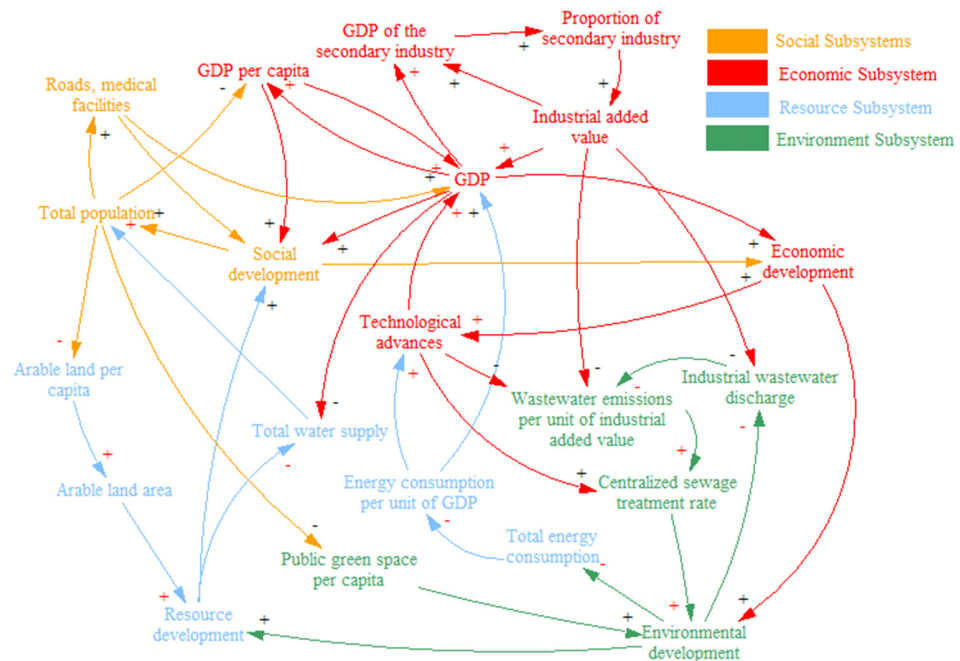 Proportion of
secondary industry
GDP of the
secondary industry
GDP per capita
Roads, medical
facilities
Industrial added
value
GDP
Total population
Social
development
Economic
development
Technological
advances
Arable land per
capita
Wastewater emissions
per unit of industrial
added value
Industrial wastewater
discharge
Total water supply
Arable land area
Energy consumption
per unit of GDP
Centralized sewage
treatment rate
Total energy
consumption
Public green space
per capita
Resource
development
Environmental
development
Social Subsystems
Economic Subsystem
Resource Subsystem
Environment Subsystem